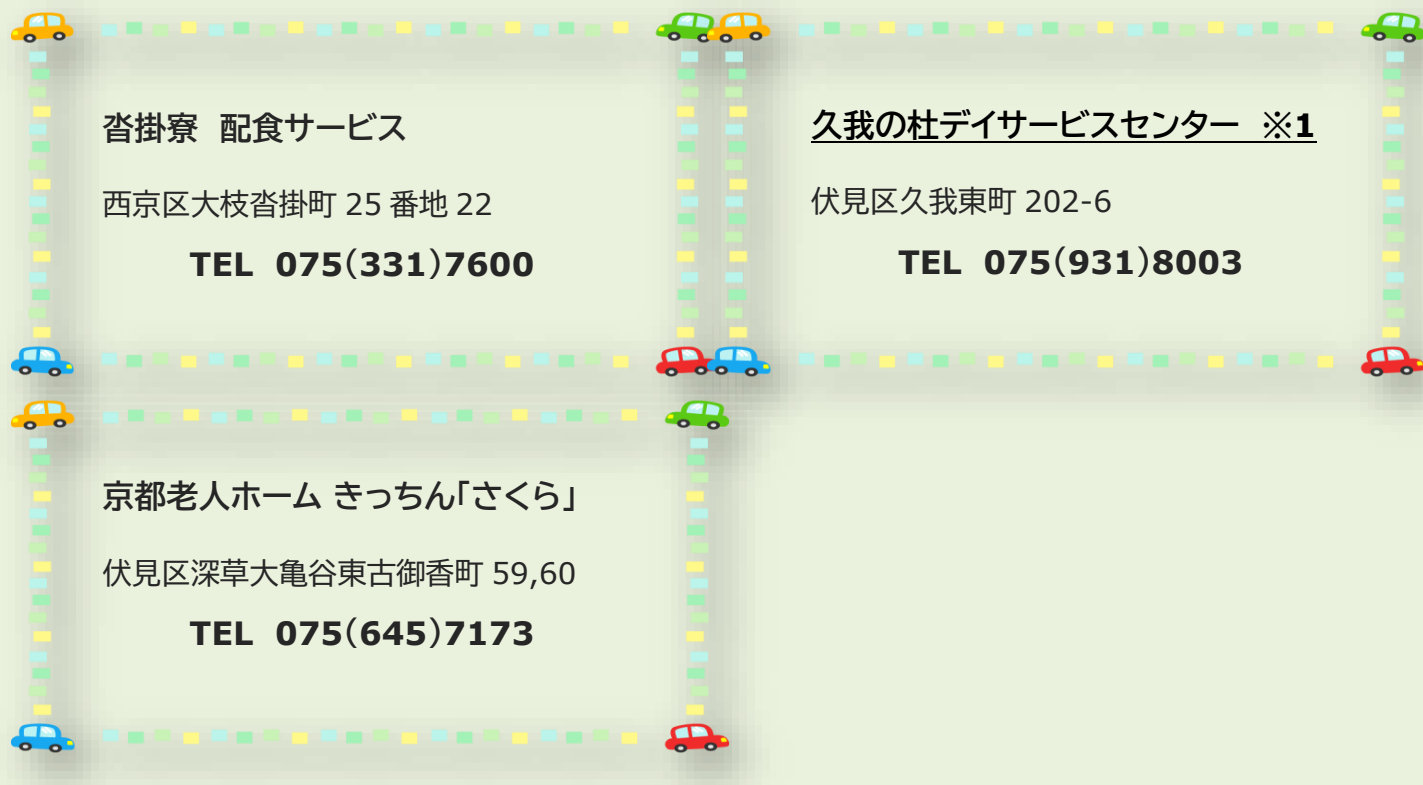 沓掛寮 配食サービス
西京区大枝沓掛町 25 番地 22
TEL 075(331)7600
久我の杜デイサービスセンター ※1
伏見区久我東町 202-6
TEL 075(931)8003
京都老人ホーム きっちん「さくら」
伏見区深草大亀谷東古御香町 59,60
TEL 075(645)7173